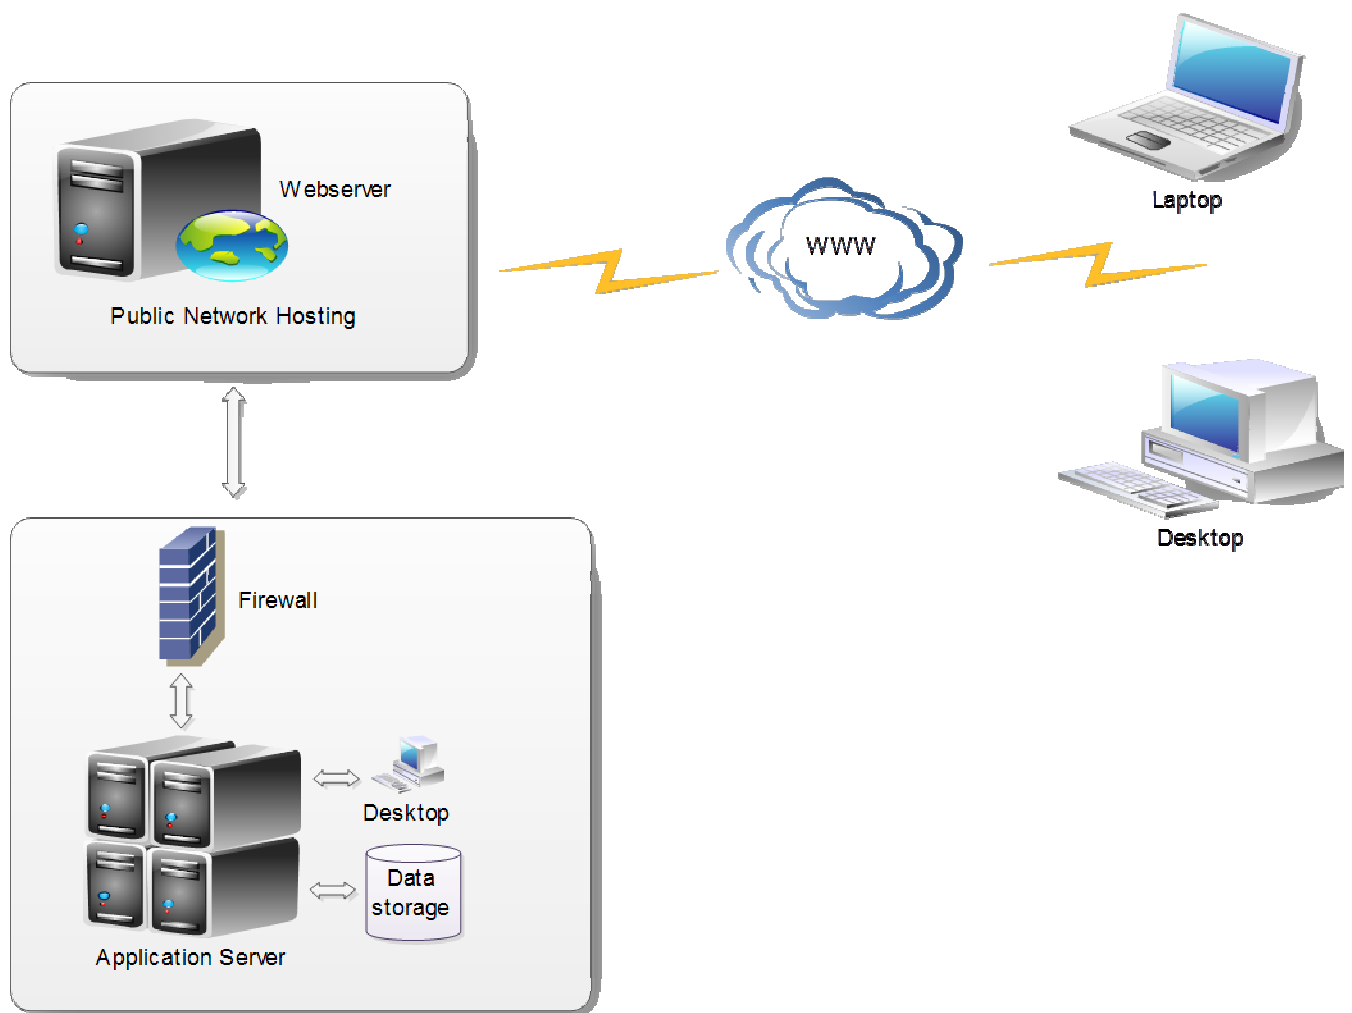 Webserver
Public Network Hosting
WWW
Laptop
Desktop
Firewall
Desktop
Data
storage
Application Server